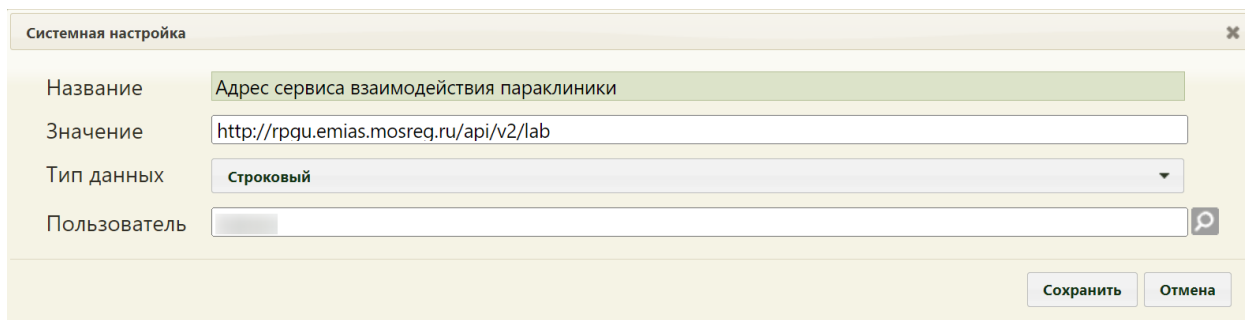 Системная настройка
Название Адрес сервиса взаимодействия параклиники
Значение http://rpgu.emias.mosreg.ru/api/v2/lab
Тип данных Строковый
Пользователь
Сохранить Отмена